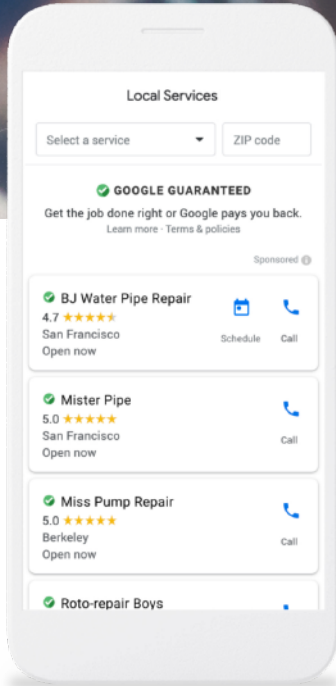 Local Services
Select a service
ZIP code
GOOGLE GUARANTEED
Get the job done right or Google pays you back.
Learn more · Terms & policies
Sponsored
BJ Water Pipe Repair
4.7
San Francisco
Open now
Schedule
Call
Mister Pipe
5.0
San Francisco
Open now
Call
Miss Pump Repair
5.0
Berkeley
Open now
Call
Roto-repair Boys